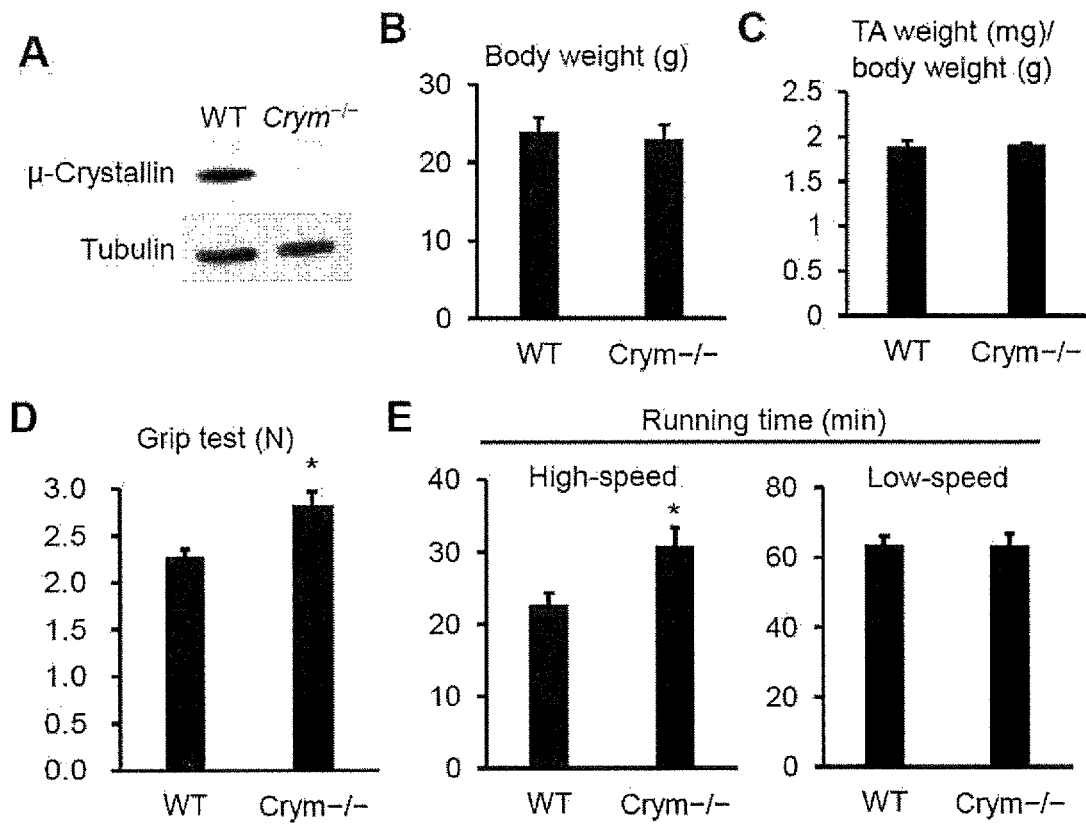 A
WT Crym−/−
μ-Crystallin
Tubulin
B
Body weight (g)
30
20
10
0
WT Crym−/−
C
TA weight (mg)/
body weight (g)
2.5
2
1.5
1
0.5
0
WT Crym−/−
D
Grip test (N)
*
3.0
2.5
2.0
1.5
1.0
0.5
0.0
WT Crym−/−
E
Running time (min)
High-speed
*
40
30
20
10
0
WT Crym−/−
Low-speed
80
60
40
20
0
WT Crym−/−